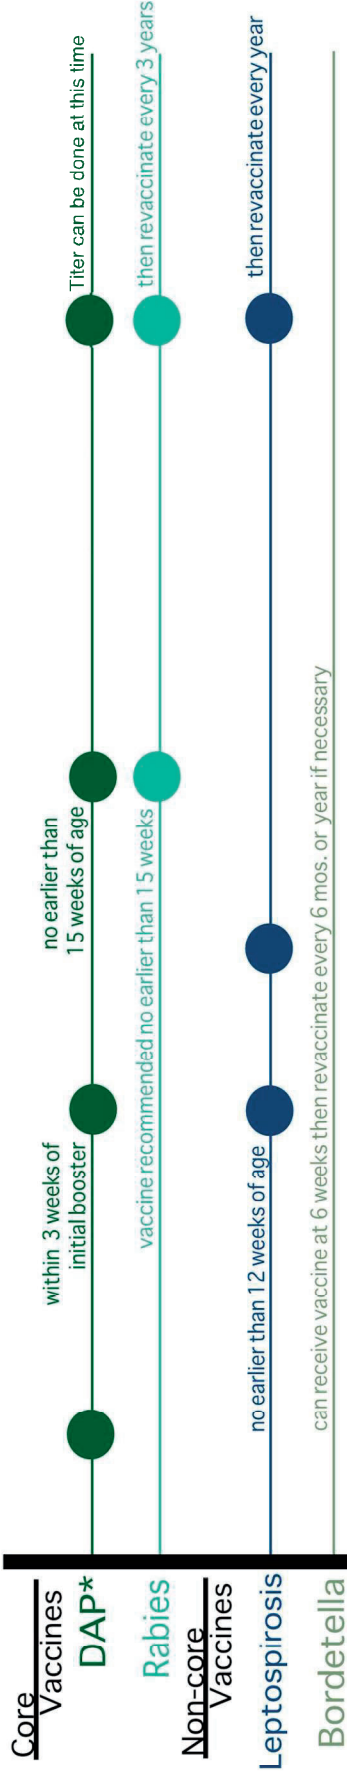 Core
Vaccines
DAP*
within 3 weeks of
initial booster
no earlier than
15 weeks of age
Titer can be done at this time
Rabies
vaccine recommended no earlier than 15 weeks
then revaccinate every 3 years
Non-core
Vaccines
Leptospirosis
no earlier than 12 weeks of age
then revaccinate every year
Bordetella
can receive vaccine at 6 weeks then revaccinate every 6 mos. or year if necessary